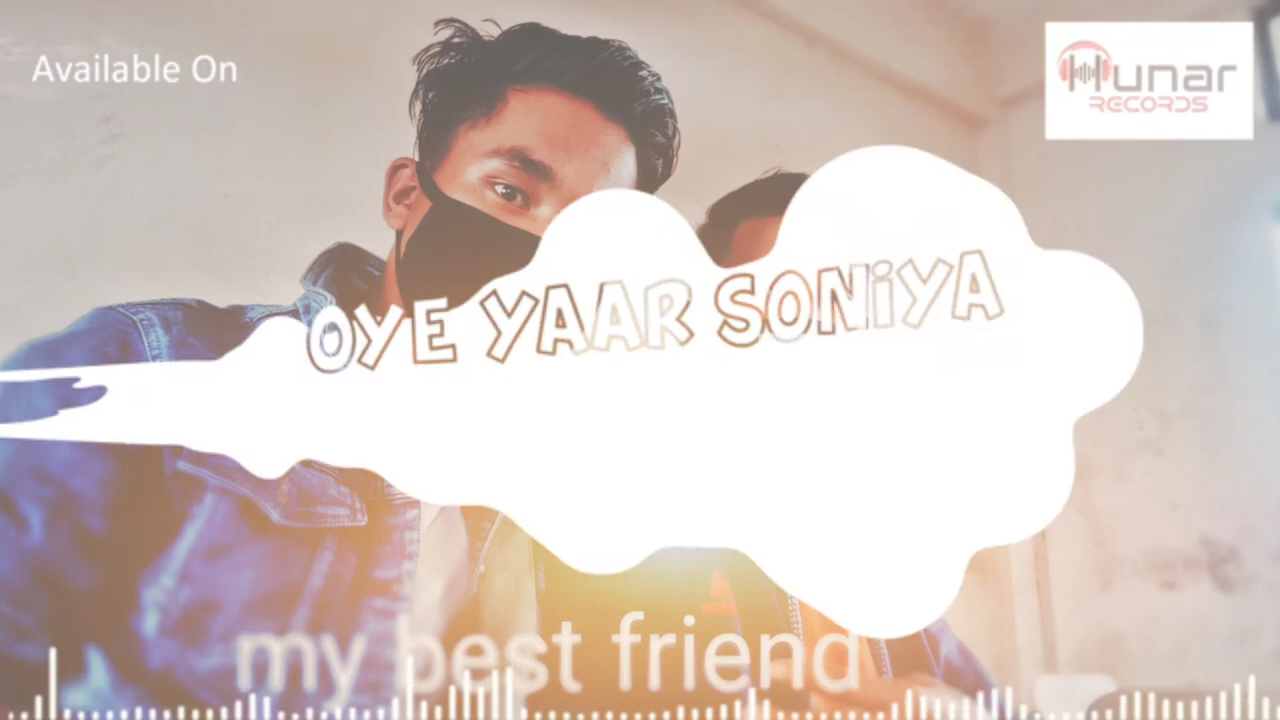 Available On
Hunar
RECORDS
OYE YAAR SONiYA
my best friend